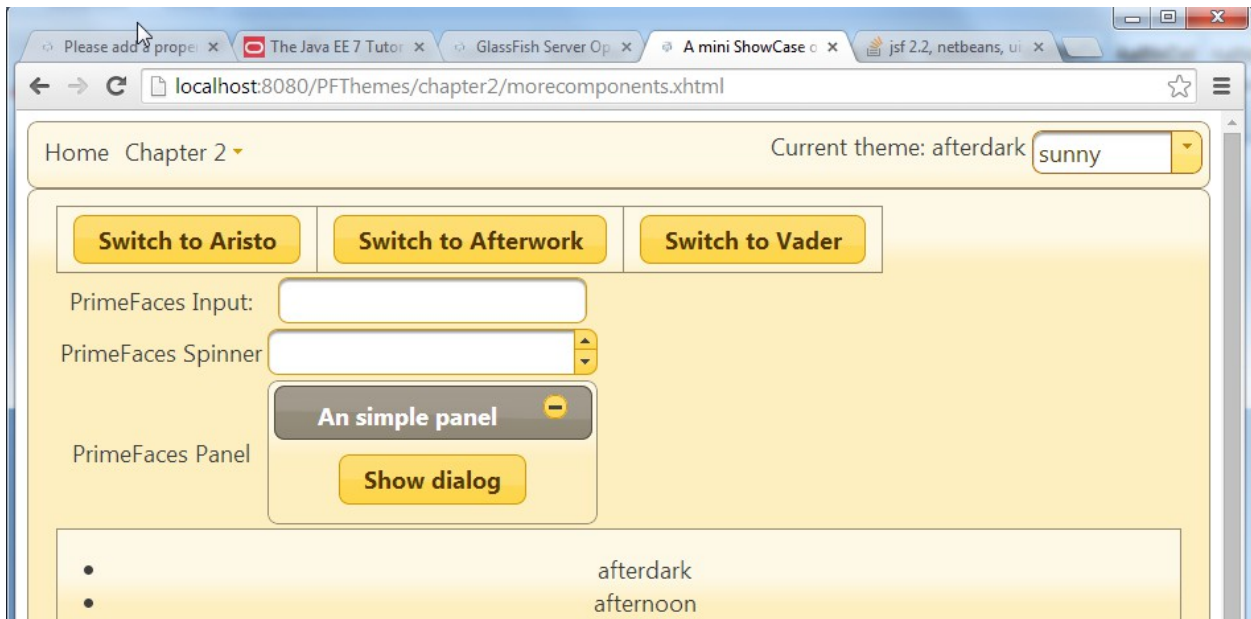 Please add a proper
The Java EE 7 Tutor
GlassFish Server Op
A mini ShowCase o
jsf 2.2, netbeans, ui
localhost:8080/PFThemes/chapter2/morecomponents.xhtml
Home Chapter 2
Current theme: afterdark sunny
Switch to Aristo Switch to Afterwork Switch to Vader
PrimeFaces Input:
PrimeFaces Spinner
An simple panel
PrimeFaces Panel
Show dialog
afterdark
afternoon